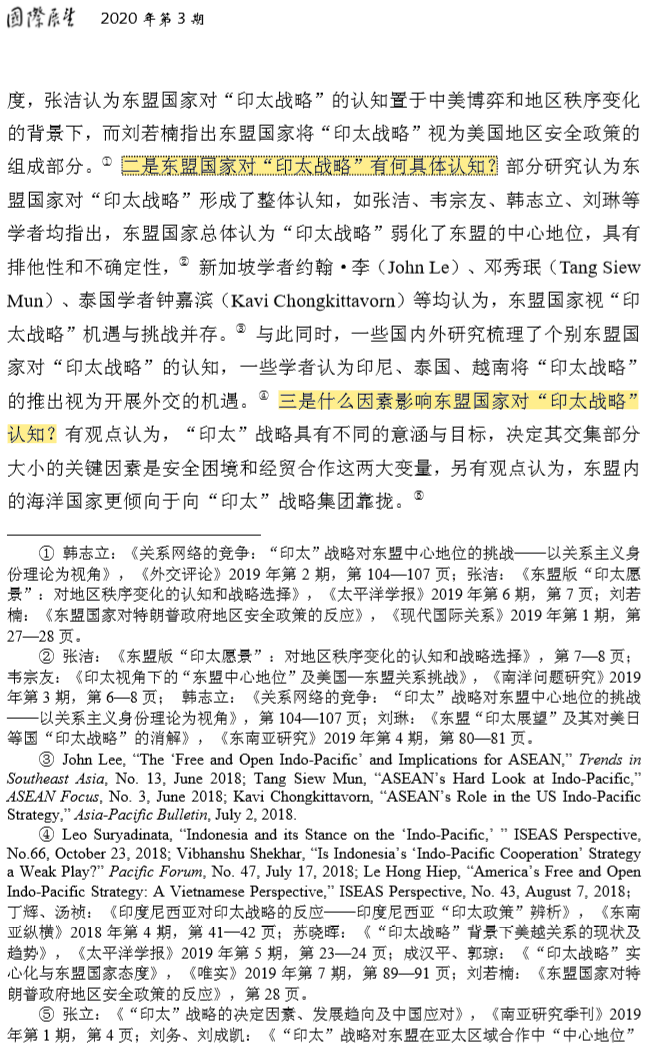 國際展望 2020 年第 3 期
度，张洁认为东盟国家对“印太战略”的认知置于中美博弈和地区秩序变化
的背景下，而刘若楠指出东盟国家将“印太战略”视为美国地区安全政策的
组成部分。① 二是东盟国家对“印太战略”有何具体认知？部分研究认为东
盟国家对“印太战略”形成了整体认知，如张洁、韦宗友、韩志立、刘琳等
学者均指出，东盟国家总体认为“印太战略”弱化了东盟的中心地位，具有
排他性和不确定性，② 新加坡学者约翰·李（John Le）、邓秀珉（Tang Siew
Mun）、泰国学者钟嘉滨（Kavi Chongkittavorn）等均认为，东盟国家视“印
太战略”机遇与挑战并存。③ 与此同时，一些国内外研究梳理了个别东盟国
家对“印太战略”的认知，一些学者认为印尼、泰国、越南将“印太战略”
的推出视为开展外交的机遇。④ 三是什么因素影响东盟国家对“印太战略”
认知？有观点认为，“印太”战略具有不同的意涵与目标，决定其交集部分
大小的关键因素是安全困境和经贸合作这两大变量，另有观点认为，东盟内
的海洋国家更倾向于向“印太”战略集团靠拢。⑤
① 韩志立：《关系网络的竞争：“印太”战略对东盟中心地位的挑战——以关系主义身
份理论为视角》，《外交评论》2019 年第 2 期，第 104—107 页；张洁：《东盟版“印太愿
景”：对地区秩序变化的认知和战略选择》，《太平洋学报》2019 年第 6 期，第 7 页；刘若
楠：《东盟国家对特朗普政府地区安全政策的反应》，《现代国际关系》2019 年第 1 期，第
27—28 页。
② 张洁：《东盟版“印太愿景”：对地区秩序变化的认知和战略选择》，第 7—8 页；
韦宗友：《印太视角下的“东盟中心地位”及美国—东盟关系挑战》，《南洋问题研究》2019
年第 3 期，第 6—8 页； 韩志立：《关系网络的竞争：“印太”战略对东盟中心地位的挑战
——以关系主义身份理论为视角》，第 104—107 页；刘琳：《东盟“印太展望”及其对美日
等国“印太战略”的消解》，《东南亚研究》2019 年第 4 期，第 80—81 页。
③ John Lee, “The ‘Free and Open Indo-Pacific’ and Implications for ASEAN,” Trends in
Southeast Asia, No. 13, June 2018; Tang Siew Mun, “ASEAN’s Hard Look at Indo-Pacific,”
ASEAN Focus, No. 3, June 2018; Kavi Chongkittavorn, “ASEAN’s Role in the US Indo-Pacific
Strategy,” Asia-Pacific Bulletin, July 2, 2018.
④ Leo Suryadinata, “Indonesia and its Stance on the ‘Indo-Pacific,’ ” ISEAS Perspective,
No.66, October 23, 2018; Vibhanshu Shekhar, “Is Indonesia’s ‘Indo-Pacific Cooperation’ Strategy
a Weak Play?” Pacific Forum, No. 47, July 17, 2018; Le Hong Hiep, “America’s Free and Open
Indo-Pacific Strategy: A Vietnamese Perspective,” ISEAS Perspective, No. 43, August 7, 2018；
丁辉、汤祯：《印度尼西亚对印太战略的反应——印度尼西亚“印太政策”辨析》，《东南
亚纵横》2018 年第 4 期，第 41—42 页；苏晓晖：《“印太战略”背景下美越关系的现状及
趋势》，《太平洋学报》2019 年第 5 期，第 23—24 页；成汉平、郭琼：《“印太战略”实
心化与东盟国家态度》，《唯实》2019 年第 7 期，第 89—91 页；刘若楠：《东盟国家对特
朗普政府地区安全政策的反应》，第 28 页。
⑤ 张立：《“印太”战略的决定因素、发展趋向及中国应对》，《南亚研究季刊》2019
年第 1 期，第 4 页；刘务、刘成凯：《“印太”战略对东盟在亚太区域合作中“中心地位”